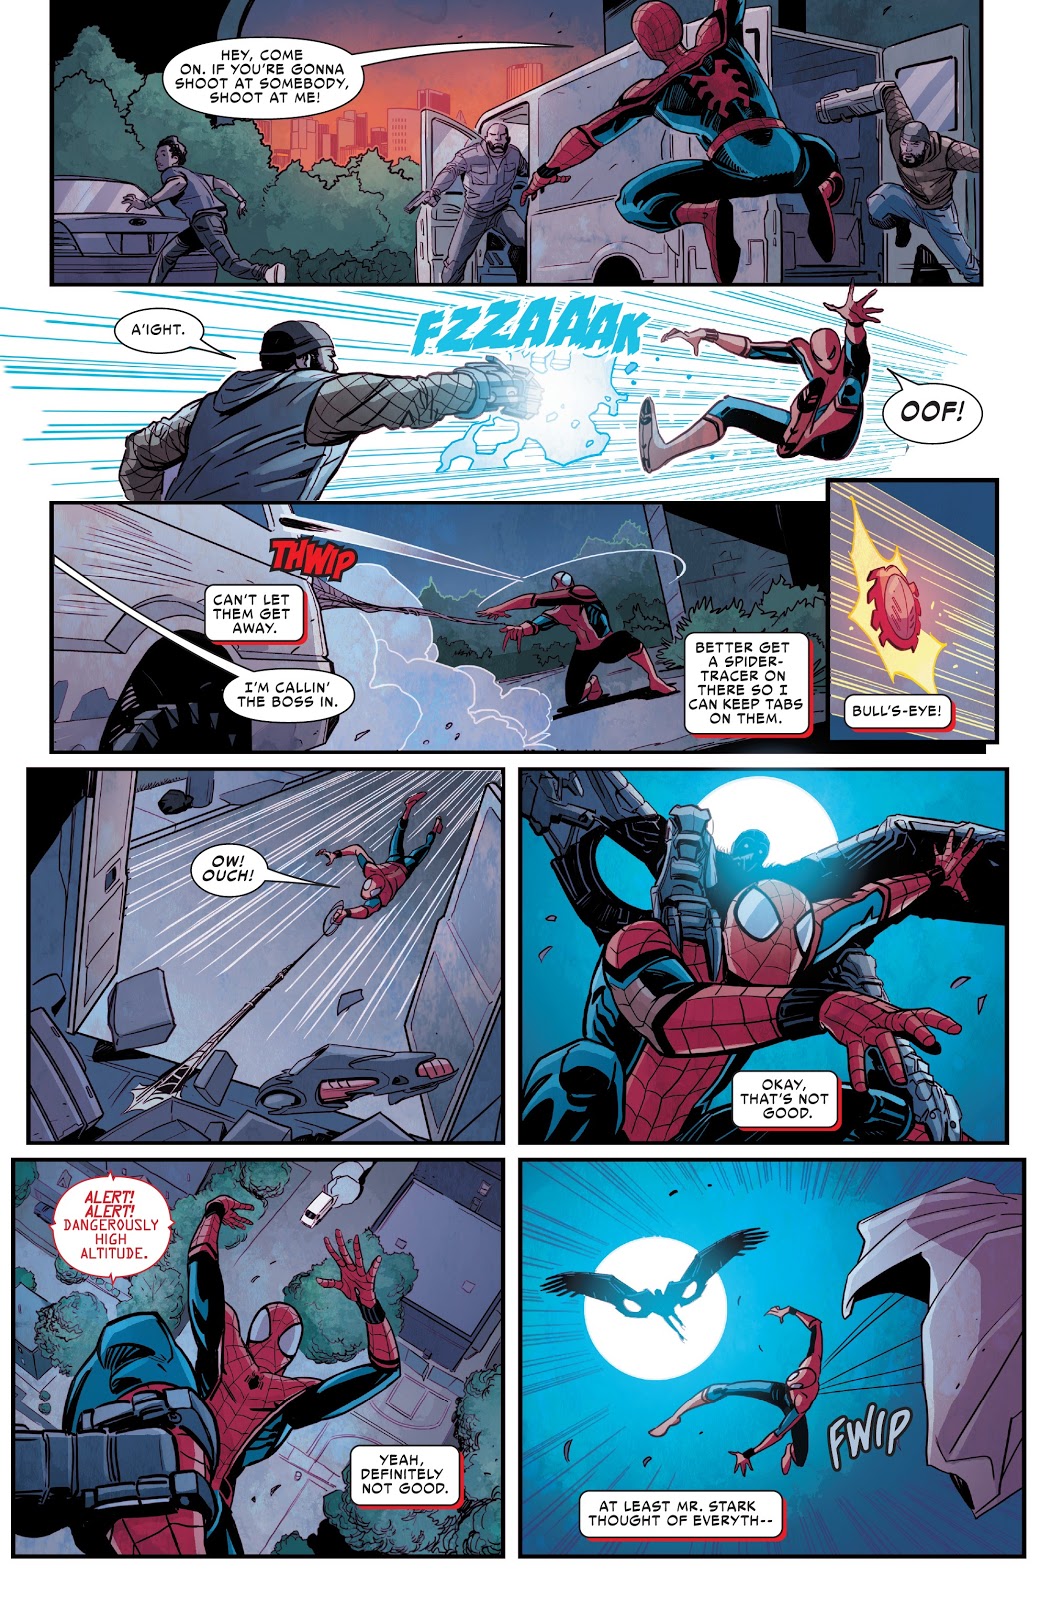 HEY, COME
ON. IF YOU'RE GONNA
SHOOT AT SOMEBODY,
SHOOT AT ME!
A'IGHT.
FZZAAAAK
OOF!
THWIP
CAN'T LET
THEM GET
AWAY.
I'M CALLIN'
THE BOSS IN.
BETTER GET
A SPIDER-
TRACER ON
THERE SO I
CAN KEEP TABS
ON THEM.
BULL'S-EYE!
OW!
OUCH!
OKAY,
THAT'S NOT
GOOD.
ALERT!
ALERT!
DANGEROUSLY
HIGH
ALTITUDE.
YEAH,
DEFINITELY
NOT GOOD.
FWIP
AT LEAST MR. STARK
THOUGHT OF EVERYTH--